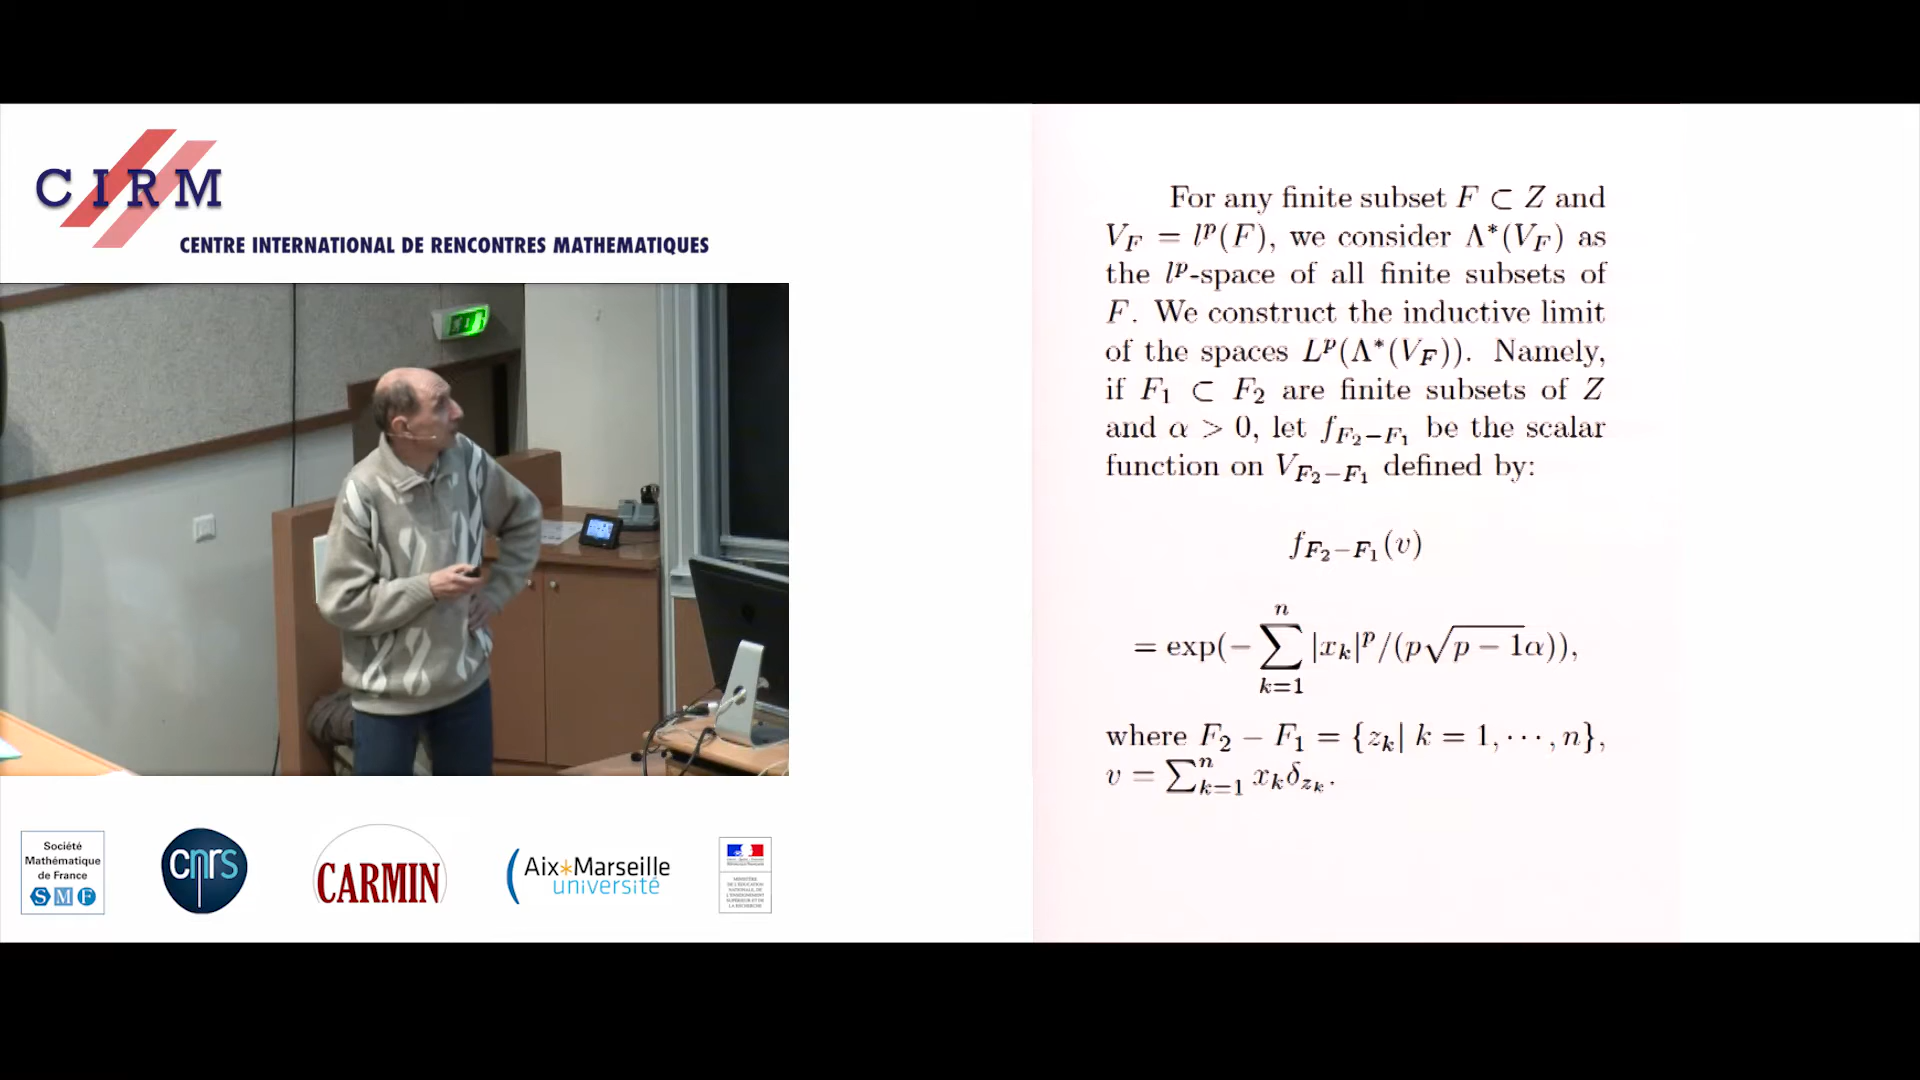 CIRM
CENTRE INTERNATIONAL DE RENCONTRES MATHEMATIQUES
For any finite subset F ⊂ Z and
V_F = l^p(F), we consider Λ*(V_F) as
the l^p-space of all finite subsets of
F. We construct the inductive limit
of the spaces L^p(Λ*(V_F)). Namely,
if F_1 ⊂ F_2 are finite subsets of Z
and α > 0, let f_{F_2−F_1} be the scalar
function on V_{F_2−F_1} defined by:
f_{F_2−F_1}(v)
= exp(− ∑_{k=1}^{n} |x_k|^p/(p√(p − 1)α)),
where F_2 − F_1 = {z_k| k = 1, ⋯, n},
v = ∑_{k=1}^{n} x_k δ_{z_k}.
Société
Mathématique
de France
SMF
cnrs
CARMIN
Aix*Marseille
université